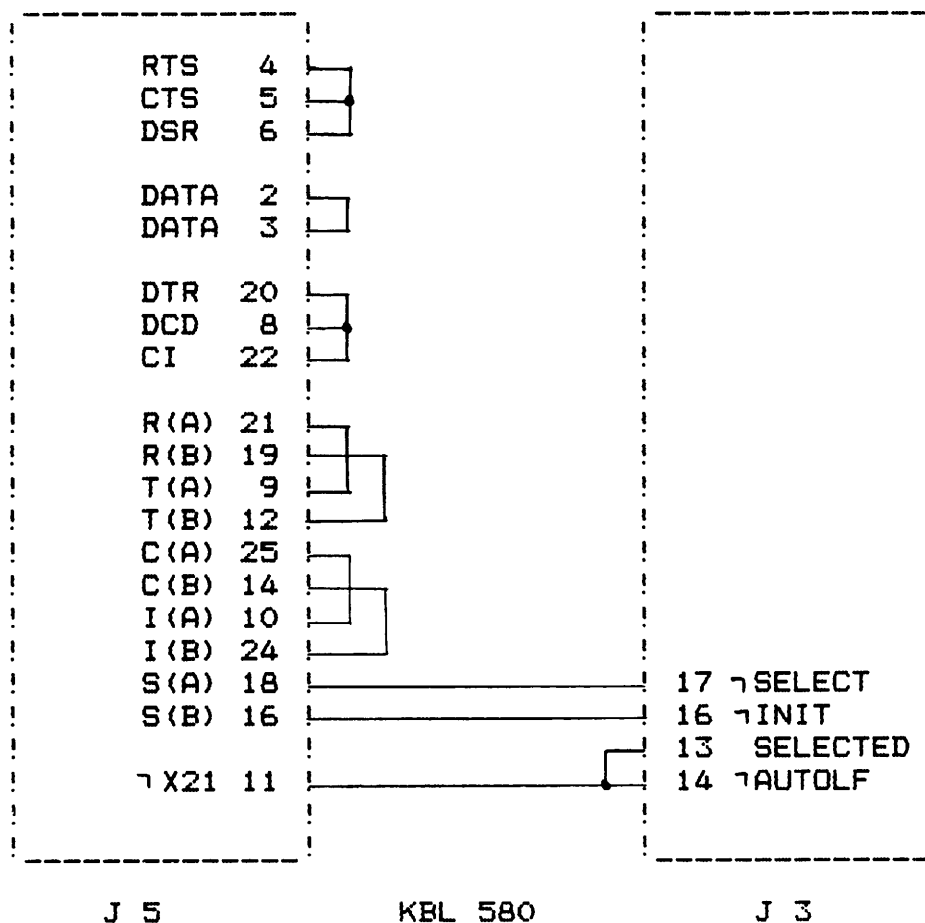 RTS 4
CTS 5
DSR 6
DATA 2
DATA 3
DTR 20
DCD 8
CI 22
R(A) 21
R(B) 19
T(A) 9
T(B) 12
C(A) 25
C(B) 14
I(A) 10
I(B) 24
S(A) 18 17 ¬SELECT
S(B) 16 16 ¬INIT
13 SELECTED
¬X21 11 14 ¬AUTOLF
J 5 KBL 580 J 3